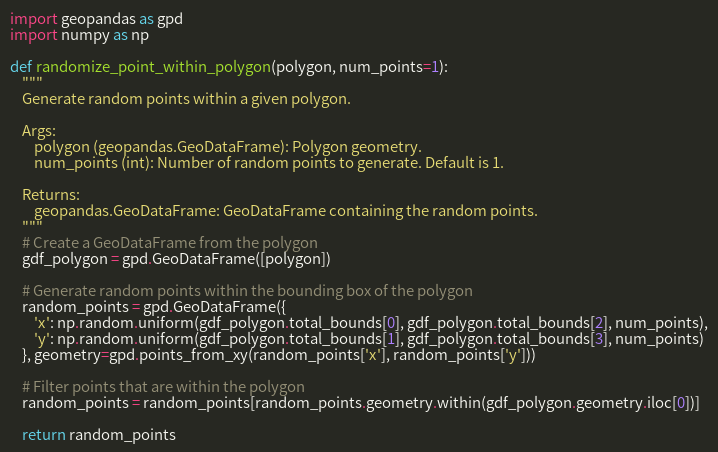 import geopandas as gpd
import numpy as np

def randomize_point_within_polygon(polygon, num_points=1):
    """
    Generate random points within a given polygon.

    Args:
        polygon (geopandas.GeoDataFrame): Polygon geometry.
        num_points (int): Number of random points to generate. Default is 1.

    Returns:
        geopandas.GeoDataFrame: GeoDataFrame containing the random points.
    """
    # Create a GeoDataFrame from the polygon
    gdf_polygon = gpd.GeoDataFrame([polygon])

    # Generate random points within the bounding box of the polygon
    random_points = gpd.GeoDataFrame({
        'x': np.random.uniform(gdf_polygon.total_bounds[0], gdf_polygon.total_bounds[2], num_points),
        'y': np.random.uniform(gdf_polygon.total_bounds[1], gdf_polygon.total_bounds[3], num_points)
    }, geometry=gpd.points_from_xy(random_points['x'], random_points['y']))

    # Filter points that are within the polygon
    random_points = random_points[random_points.geometry.within(gdf_polygon.geometry.iloc[0])]

    return random_points